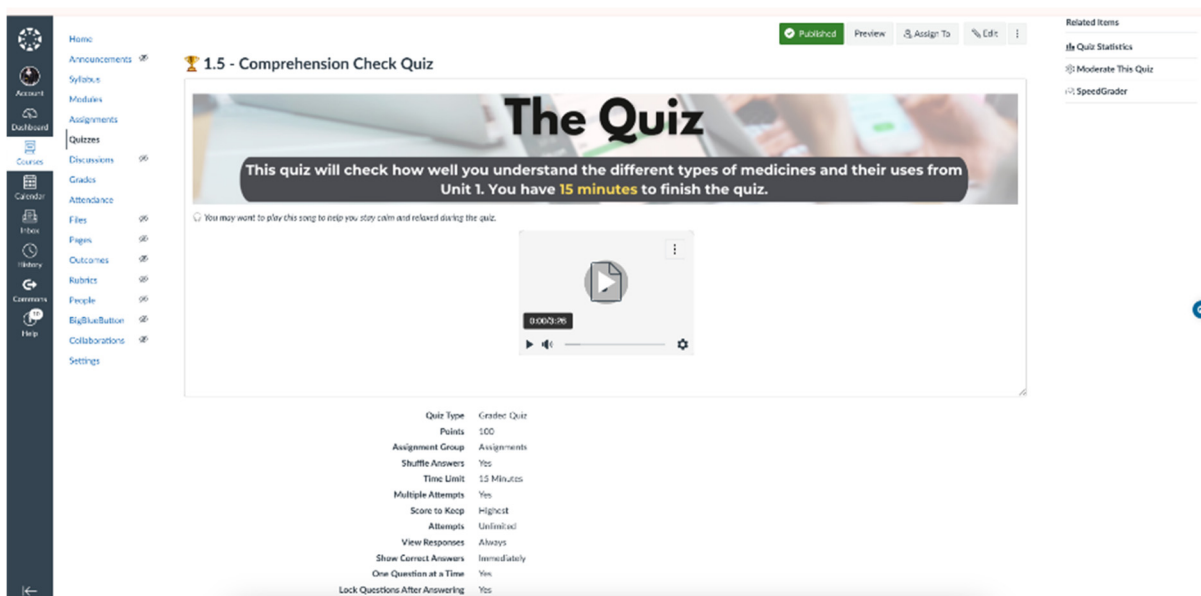 Published
Preview
Assign To
Edit
Related Items
Quiz Statistics
Moderate This Quiz
SpeedGrader
Account
Dashboard
Courses
Calendar
Inbox
History
Commons
10
Help
Home
Announcements
Syllabus
Modules
Assignments
Quizzes
Discussions
Grades
Attendance
Files
Pages
Outcomes
Rubrics
People
BigBlueButton
Collaborations
Settings
🏆 1.5 - Comprehension Check Quiz
The Quiz
This quiz will check how well you understand the different types of medicines and their uses from
Unit 1. You have 15 minutes to finish the quiz.
You may want to play this song to help you stay calm and relaxed during the quiz.
0:00/3:26
Quiz Type Graded Quiz
Points 100
Assignment Group Assignments
Shuffle Answers Yes
Time Limit 15 Minutes
Multiple Attempts Yes
Score to Keep Highest
Attempts Unlimited
View Responses Always
Show Correct Answers Immediately
One Question at a Time Yes
Lock Questions After Answering Yes